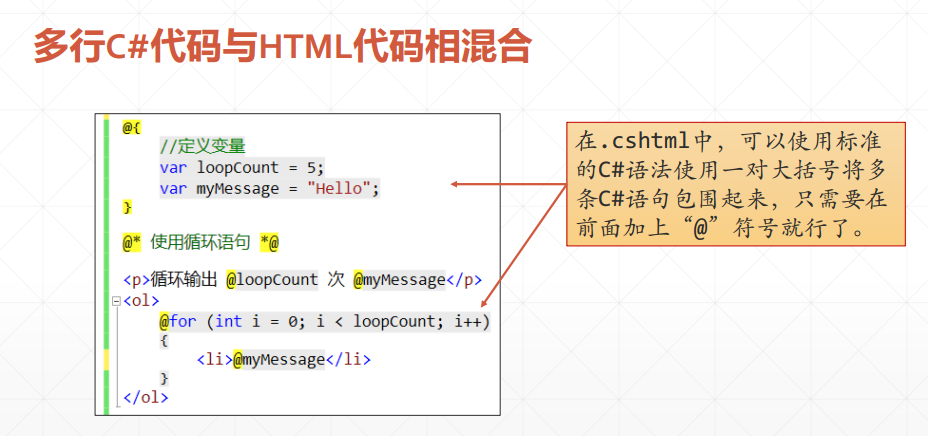 多行C#代码与HTML代码相混合
@{
//定义变量
var loopCount = 5;
var myMessage = "Hello";
}
@* 使用循环语句 *@
<p>循环输出 @loopCount 次 @myMessage</p>
<ol>
@for (int i = 0; i < loopCount; i++)
{
<li>@myMessage</li>
}
</ol>
在.cshtml中，可以使用标准
的C#语法使用一对大括号将多
条C#语句包围起来，只需要在
前面加上“@”符号就行了。